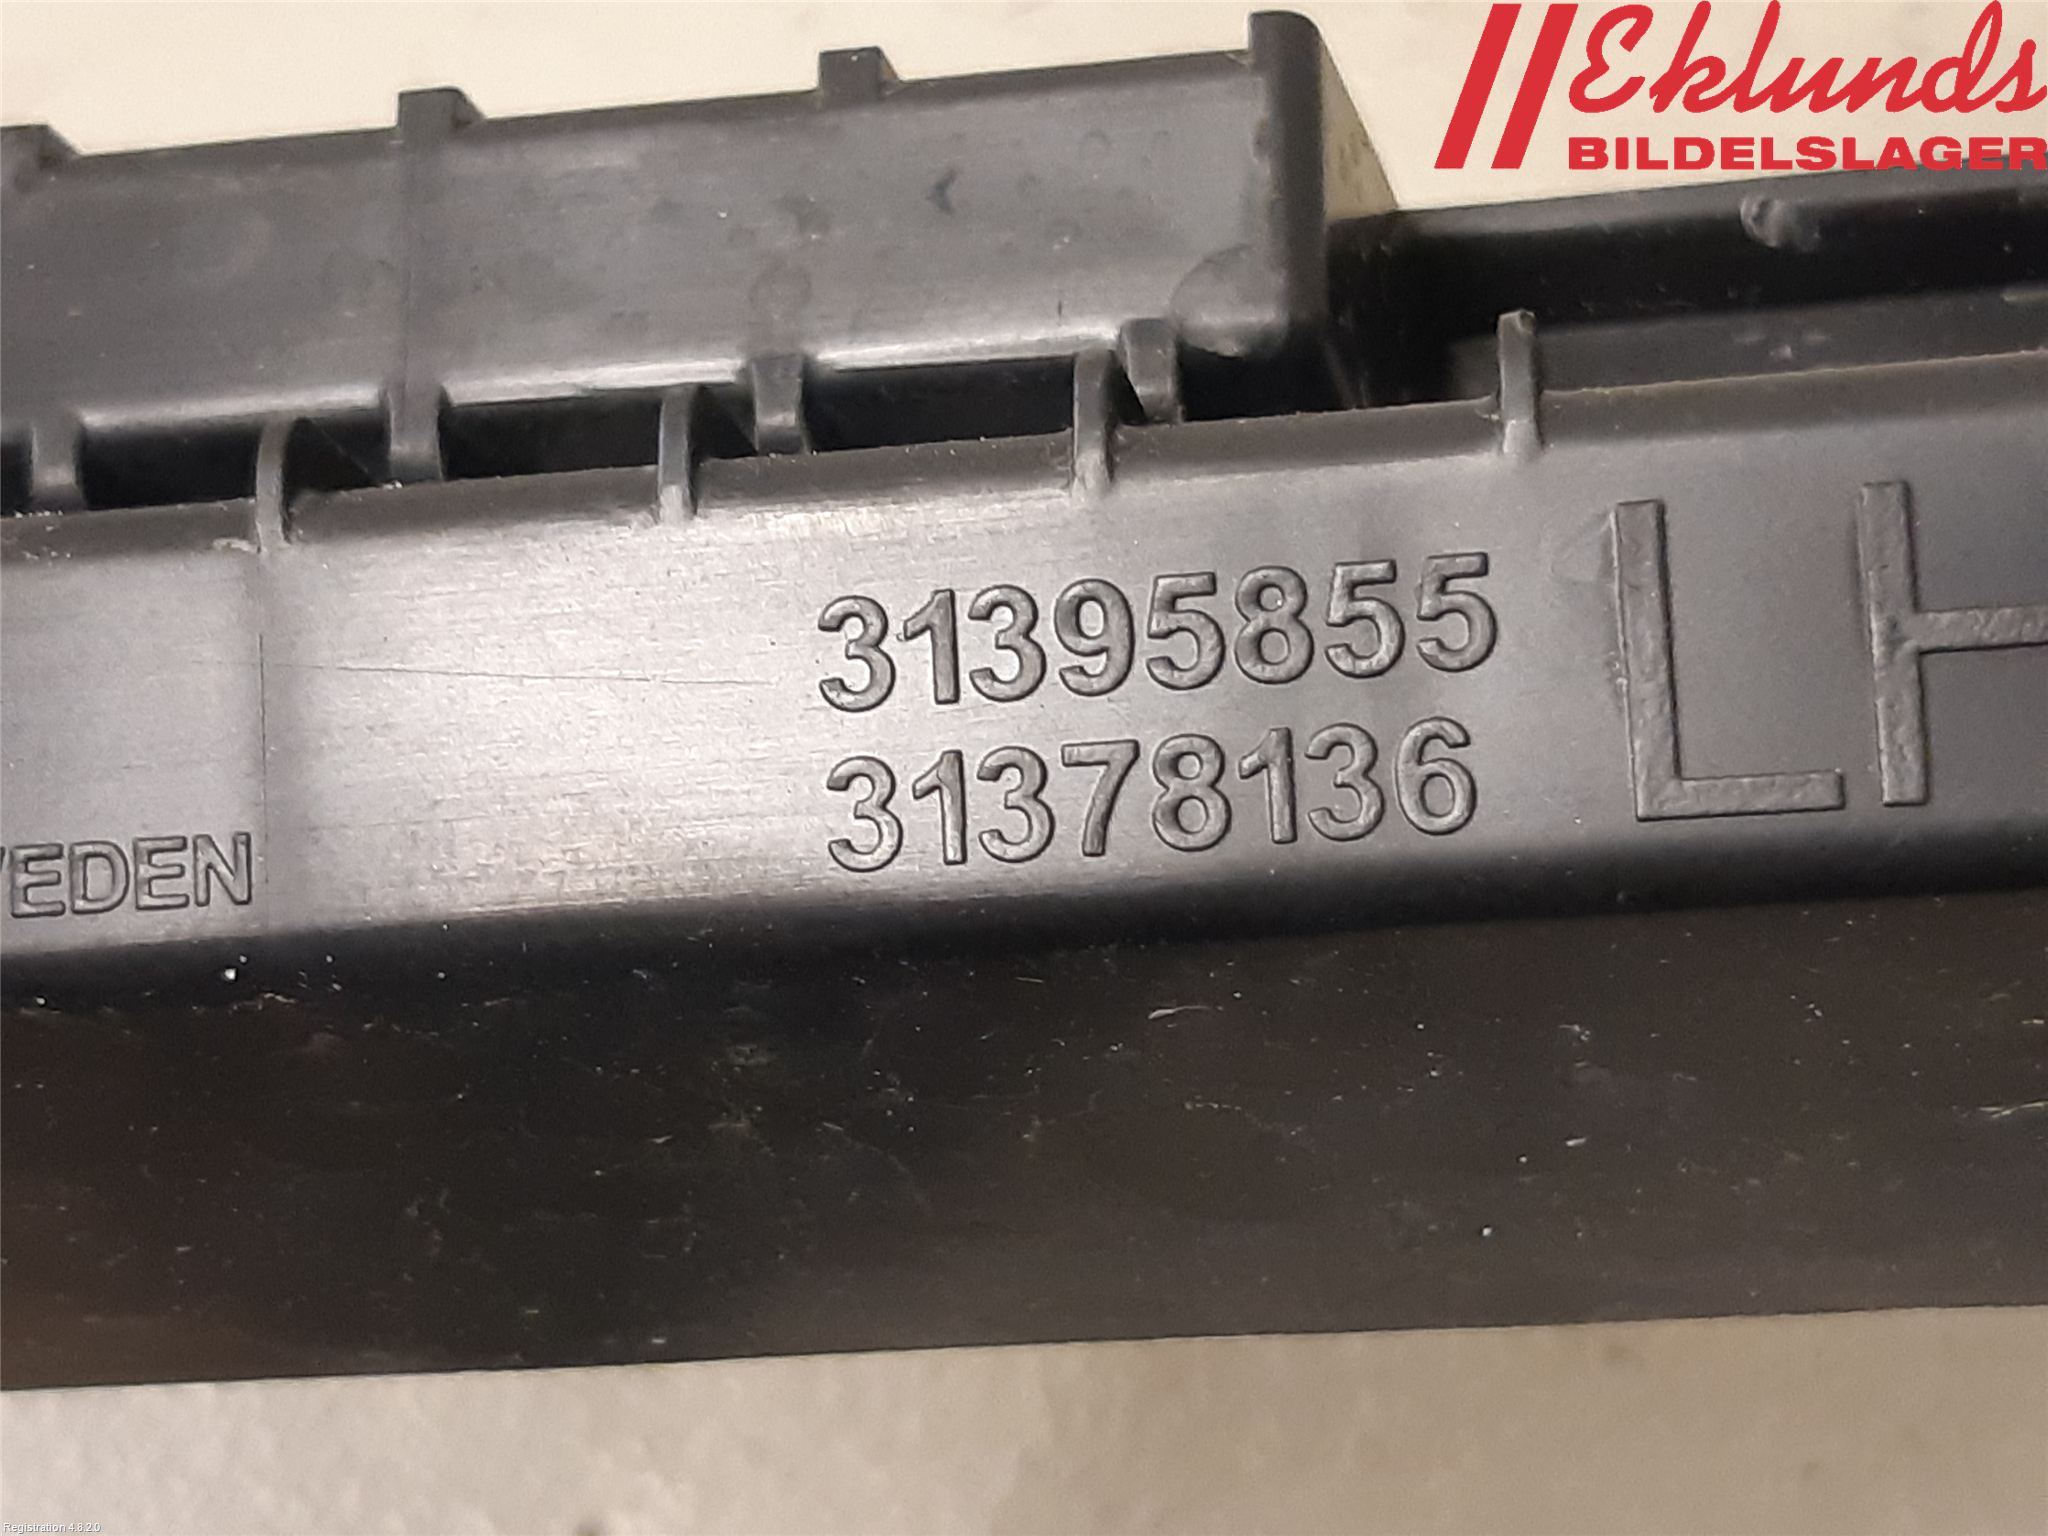 Eklunds
BILDELSLAGER
31395855
31378136
LH
EDEN
Registration 4.8.2.0